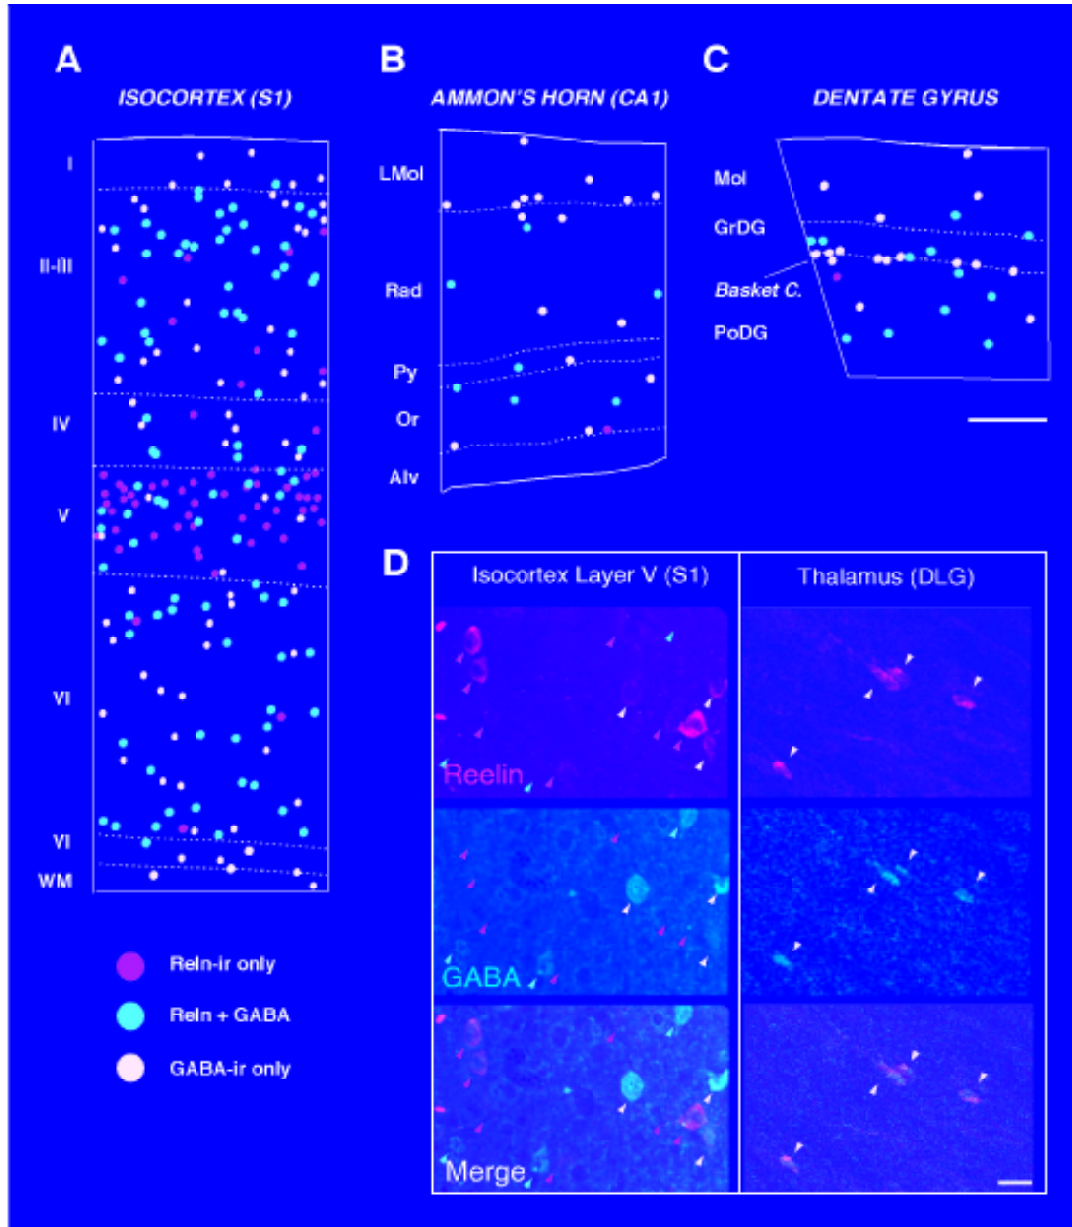 A
ISOCORTEX (S1)
I
II-III
IV
V
VI
VI
WM
Reln-ir only
Reln + GABA
GABA-ir only
B
AMMON'S HORN (CA1)
LMol
Rad
Py
Or
Alv
C
DENTATE GYRUS
Mol
GrDG
Basket C.
PoDG
D
Isocortex Layer V (S1)
Thalamus (DLG)
Reelin
GABA
Merge